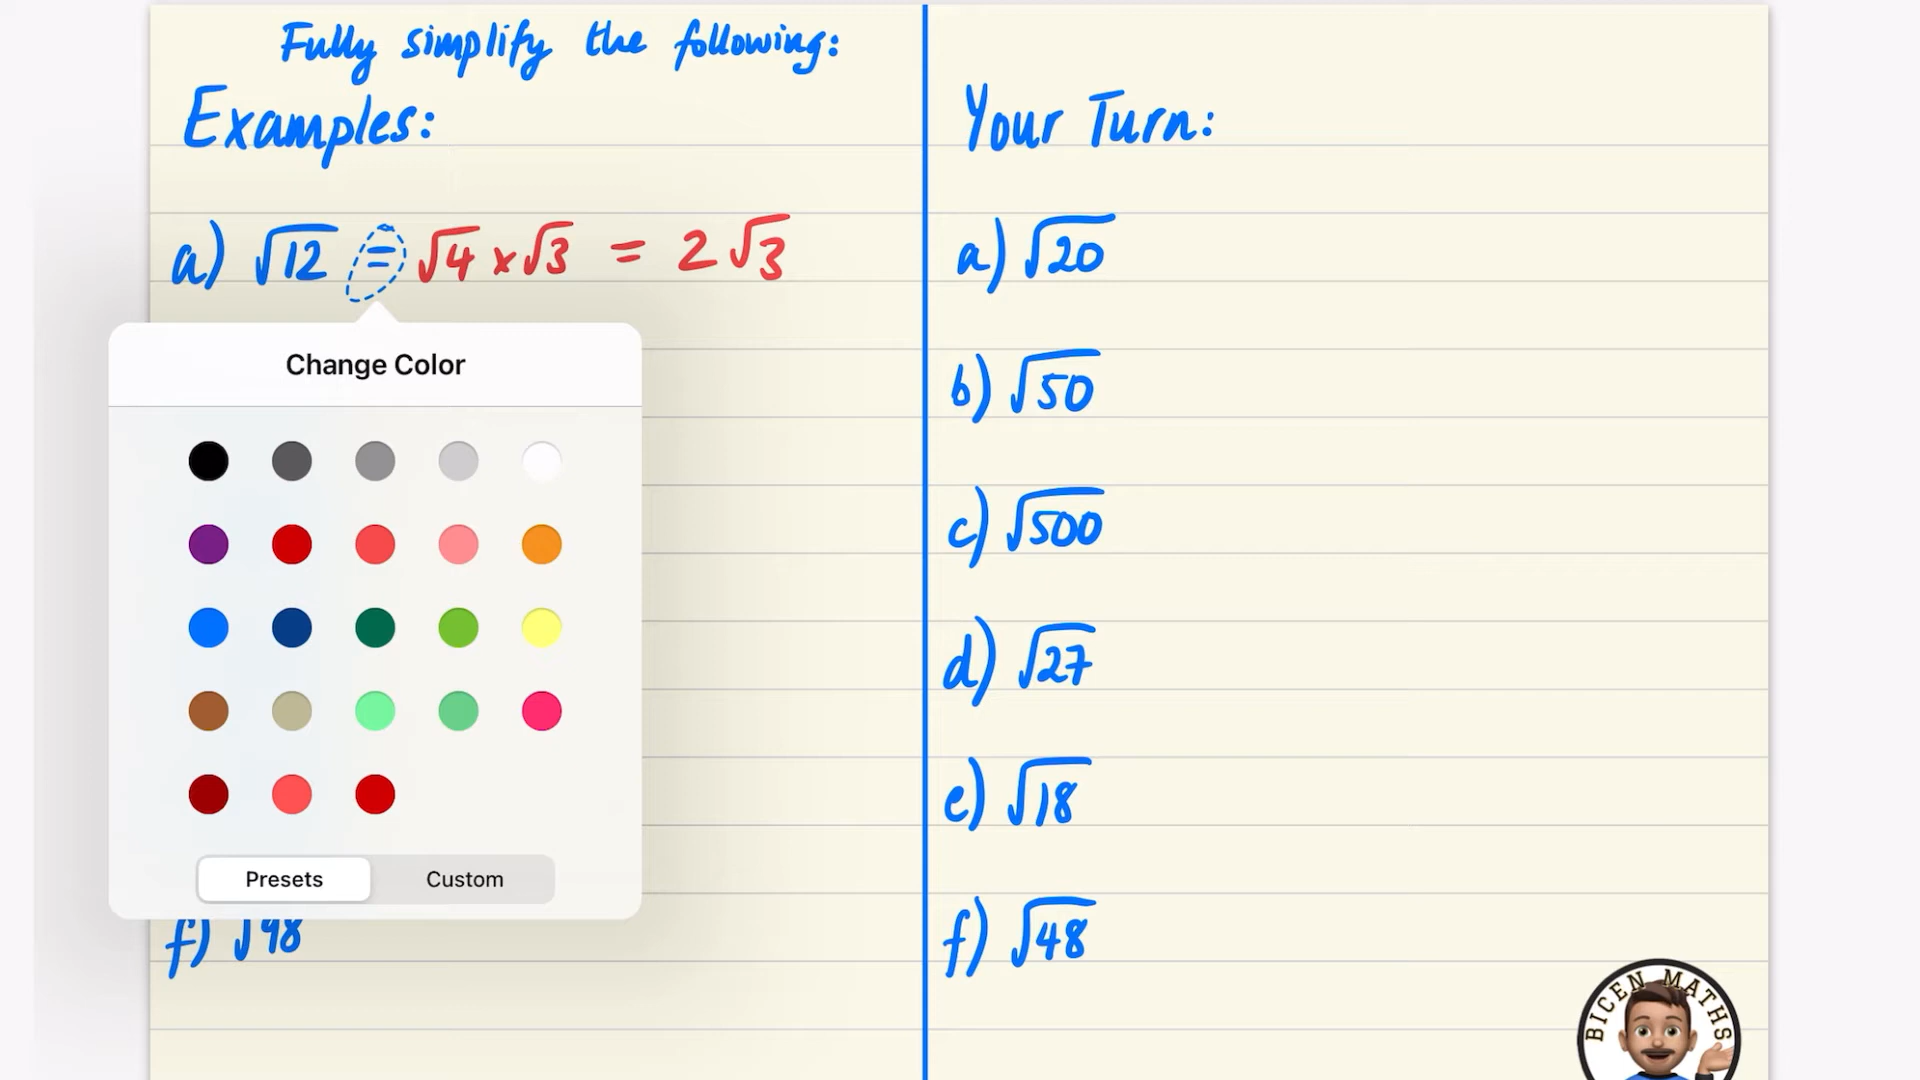 Fully simplify the following:
Examples:
a) √12 = √4 × √3 = 2√3
Change Color
Presets
Custom
f) √98
Your Turn:
a) √20
b) √50
c) √500
d) √27
e) √18
f) √48
BICEN MATHS